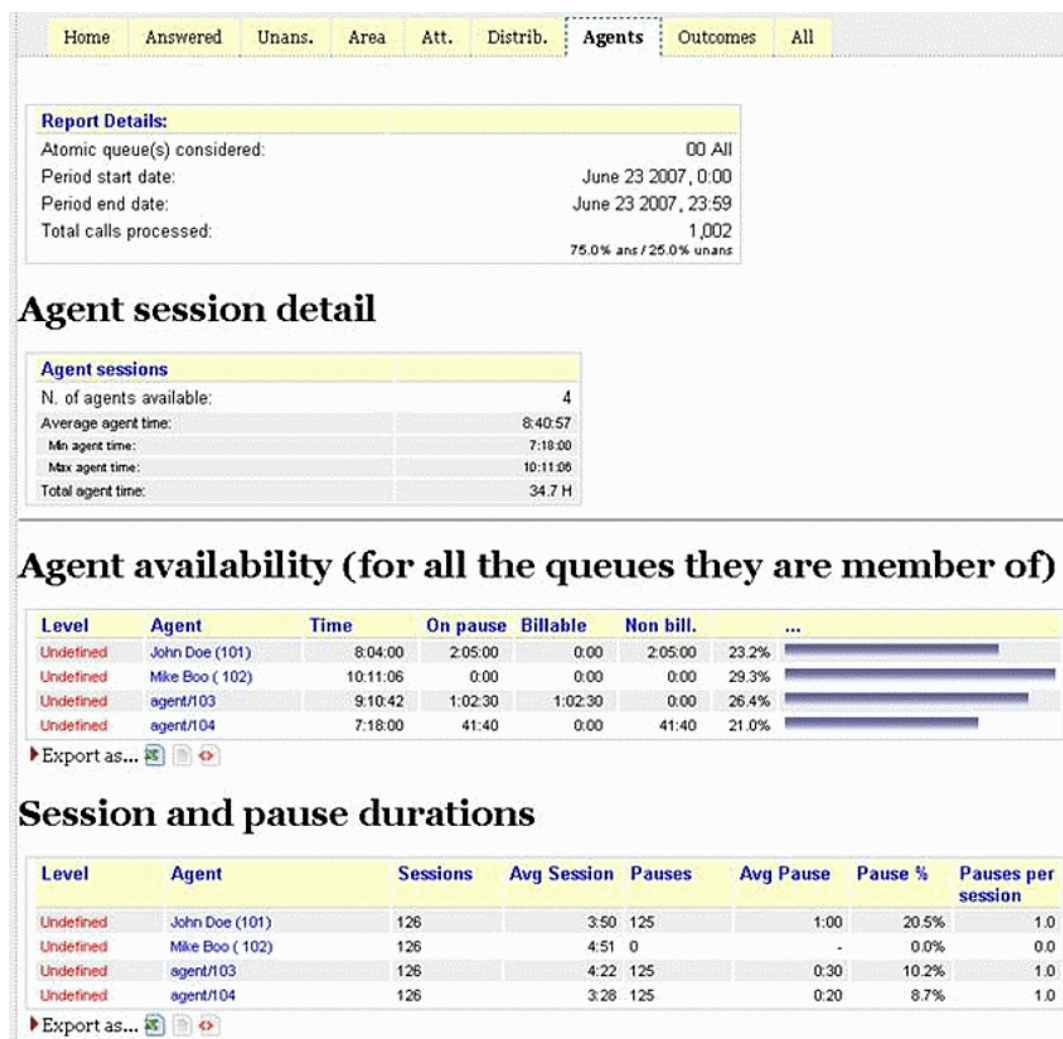 Home Answered Unans. Area Att. Distrib. Agents Outcomes All
Report Details:
Atomic queue(s) considered: 00 All
Period start date: June 23 2007, 0:00
Period end date: June 23 2007, 23:59
Total calls processed: 1,002
75.0% ans / 25.0% unans
Agent session detail
Agent sessions
N. of agents available: 4
Average agent time: 8:40:57
Min agent time: 7:18:00
Max agent time: 10:11:06
Total agent time: 34.7 H
Agent availability (for all the queues they are member of)
Level Agent Time On pause Billable Non bill. ...
Undefined John Doe (101) 8:04:00 2:05:00 0:00 2:05:00 23.2%
Undefined Mike Boo ( 102) 10:11:06 0:00 0:00 0:00 29.3%
Undefined agent/103 9:10:42 1:02:30 1:02:30 0:00 26.4%
Undefined agent/104 7:18:00 41:40 0:00 41:40 21.0%
Export as...
Session and pause durations
Level Agent Sessions Avg Session Pauses Avg Pause Pause % Pauses per session
Undefined John Doe (101) 126 3:50 125 1:00 20.5% 1.0
Undefined Mike Boo ( 102) 126 4:51 0 - 0.0% 0.0
Undefined agent/103 126 4:22 125 0:30 10.2% 1.0
Undefined agent/104 126 3:28 125 0:20 8.7% 1.0
Export as...